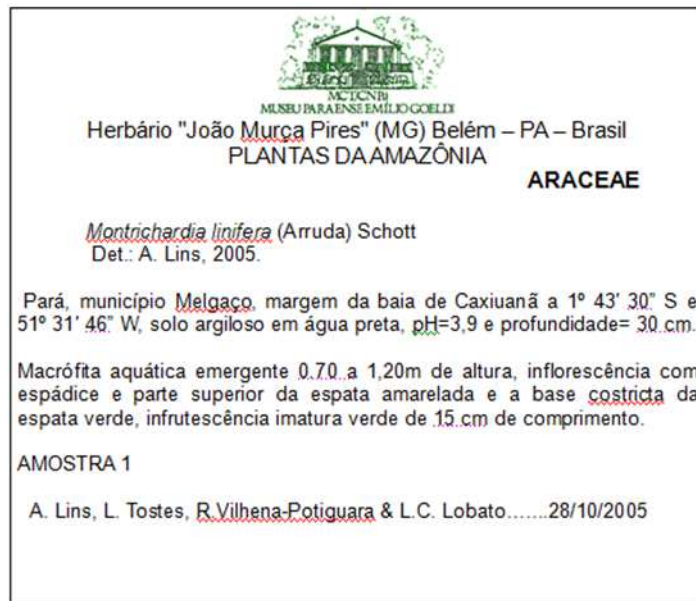 MCT/CNPq
MUSEU PARAENSE EMÍLIO GOELDI
Herbário "João Murça Pires" (MG) Belém – PA – Brasil
PLANTAS DA AMAZÔNIA
ARACEAE
Montrichardia linifera (Arruda) Schott
Det.: A. Lins, 2005.
Pará, município Melgaço, margem da baia de Caxiuanã a 1º 43' 30” S e
51º 31' 46” W, solo argiloso em água preta, pH=3,9 e profundidade= 30 cm.
Macrófita aquática emergente 0,70 a 1,20m de altura, inflorescência com
espádice e parte superior da espata amarelada e a base costricta da
espata verde, infrutescência imatura verde de 15 cm de comprimento.
AMOSTRA 1
A. Lins, L. Tostes, R.Vilhena-Potiguara & L.C. Lobato.......28/10/2005